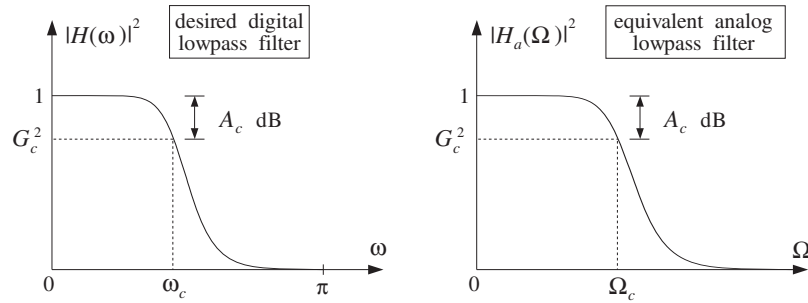 |H(ω)|²
desired digital
lowpass filter
1
A_c dB
G_c²
0
ω_c
π
ω
|H_a(Ω)|²
equivalent analog
lowpass filter
1
A_c dB
G_c²
0
Ω_c
Ω